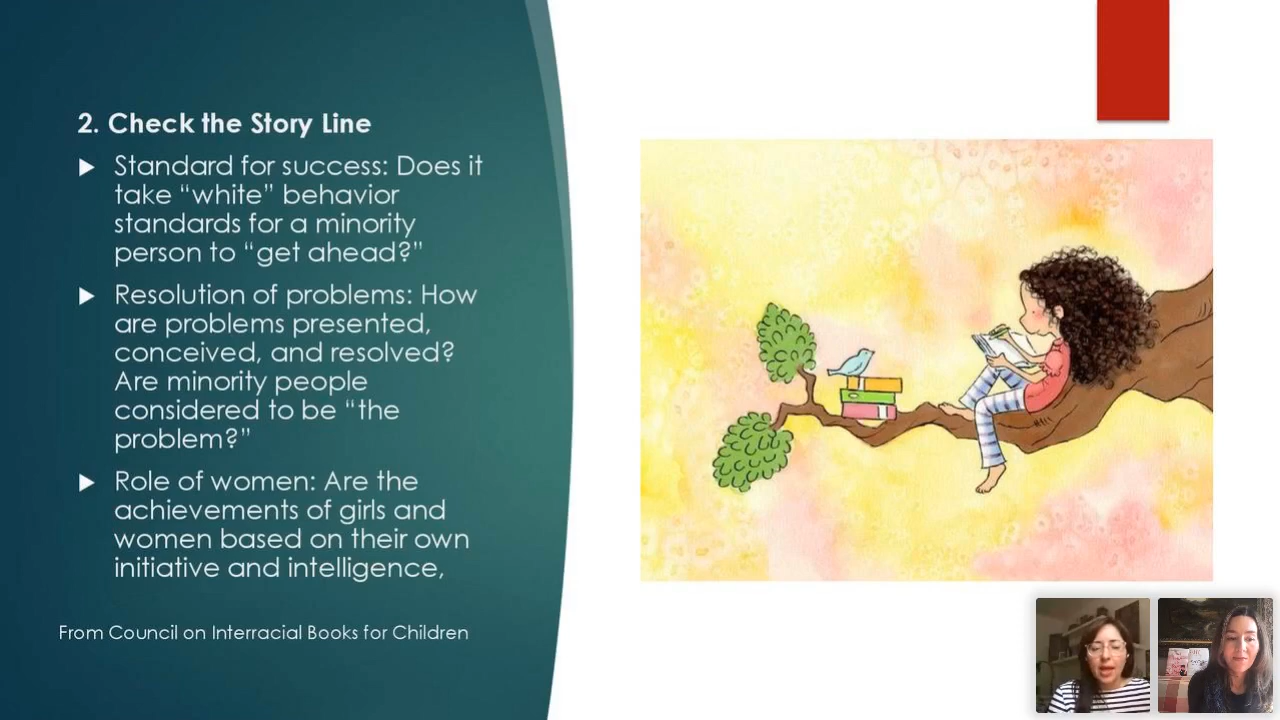 2. Check the Story Line
Standard for success: Does it
take “white” behavior
standards for a minority
person to “get ahead?”
Resolution of problems: How
are problems presented,
conceived, and resolved?
Are minority people
considered to be “the
problem?”
Role of women: Are the
achievements of girls and
women based on their own
initiative and intelligence,
From Council on Interracial Books for Children